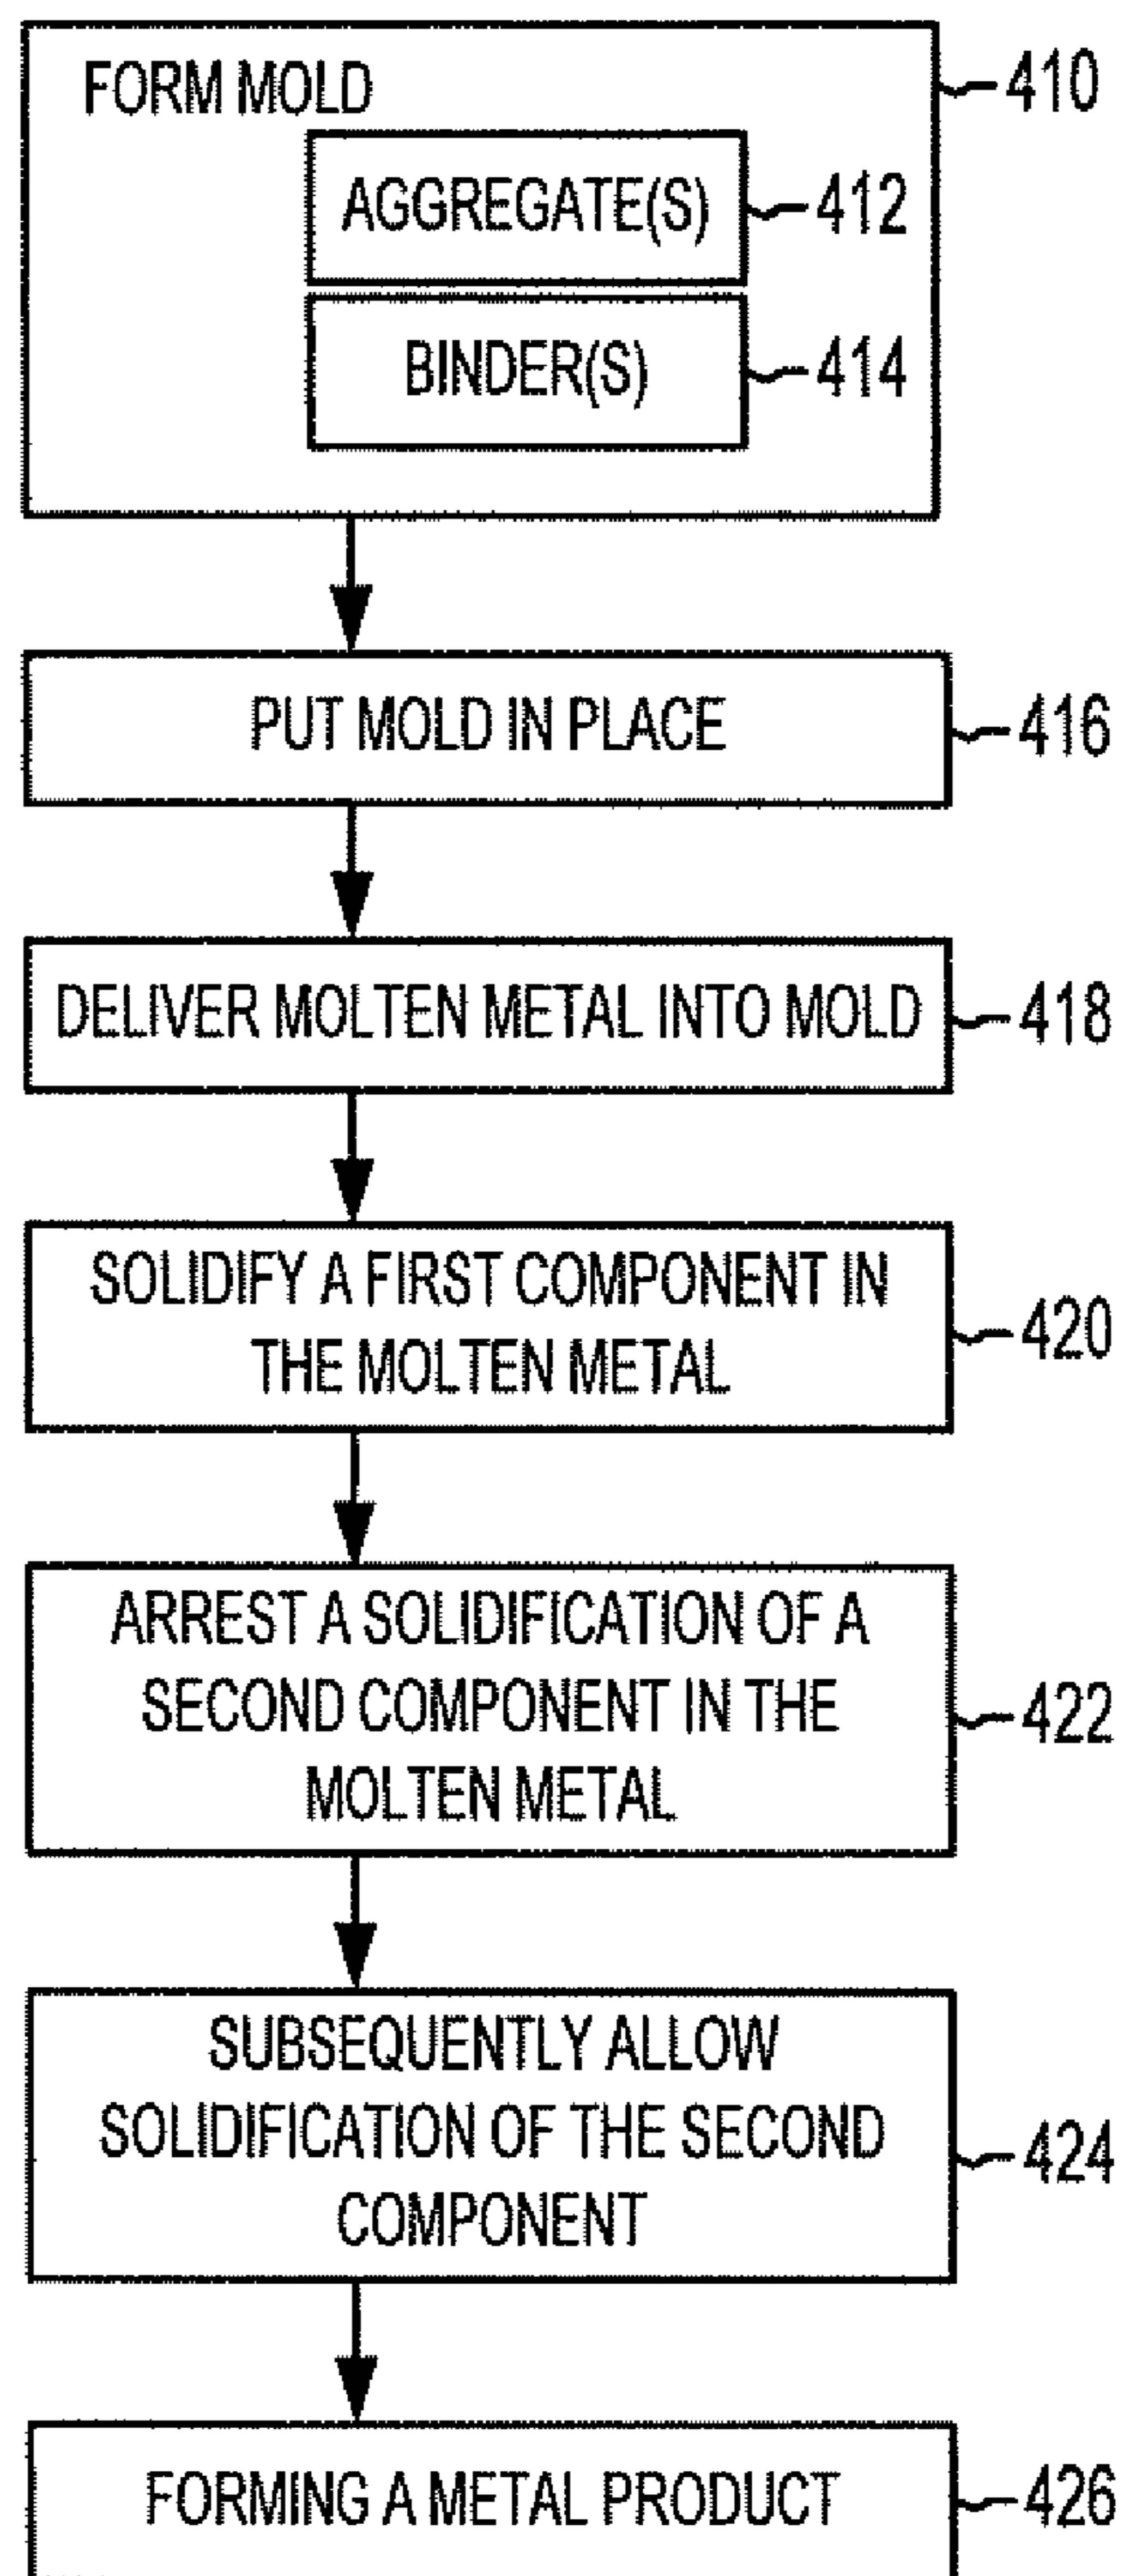 FORM MOLD
410
AGGREGATE(S)
412
BINDER(S)
414
PUT MOLD IN PLACE
416
DELIVER MOLTEN METAL INTO MOLD
418
SOLIDIFY A FIRST COMPONENT IN
THE MOLTEN METAL
420
ARREST A SOLIDIFICATION OF A
SECOND COMPONENT IN THE
MOLTEN METAL
422
SUBSEQUENTLY ALLOW
SOLIDIFICATION OF THE SECOND
COMPONENT
424
FORMING A METAL PRODUCT
426